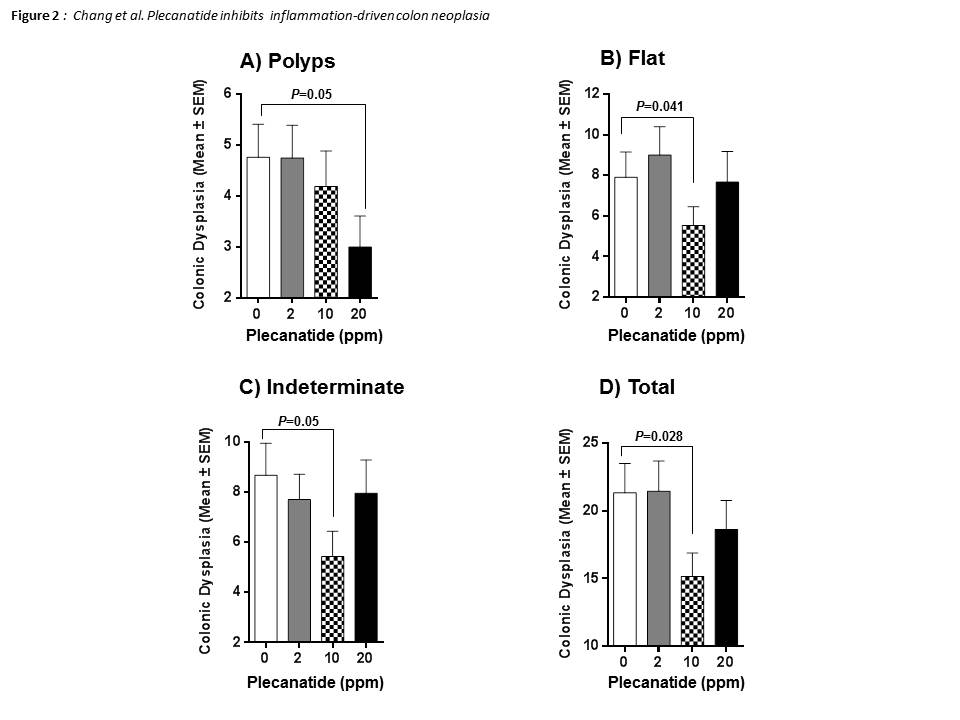 Figure 2 : Chang et al. Plecanatide inhibits inflammation-driven colon neoplasia
A) Polyps
Colonic Dysplasia (Mean ± SEM)
P=0.05
6
5
4
3
2
0 2 10 20
Plecanatide (ppm)
B) Flat
Colonic Dysplasia (Mean ± SEM)
P=0.041
12
10
8
6
4
2
0 2 10 20
Plecanatide (ppm)
C) Indeterminate
Colonic Dysplasia (Mean ± SEM)
P=0.05
10
8
6
4
2
0 2 10 20
Plecanatide (ppm)
D) Total
Colonic Dysplasia (Mean ± SEM)
P=0.028
25
20
15
10
0 2 10 20
Plecanatide (ppm)